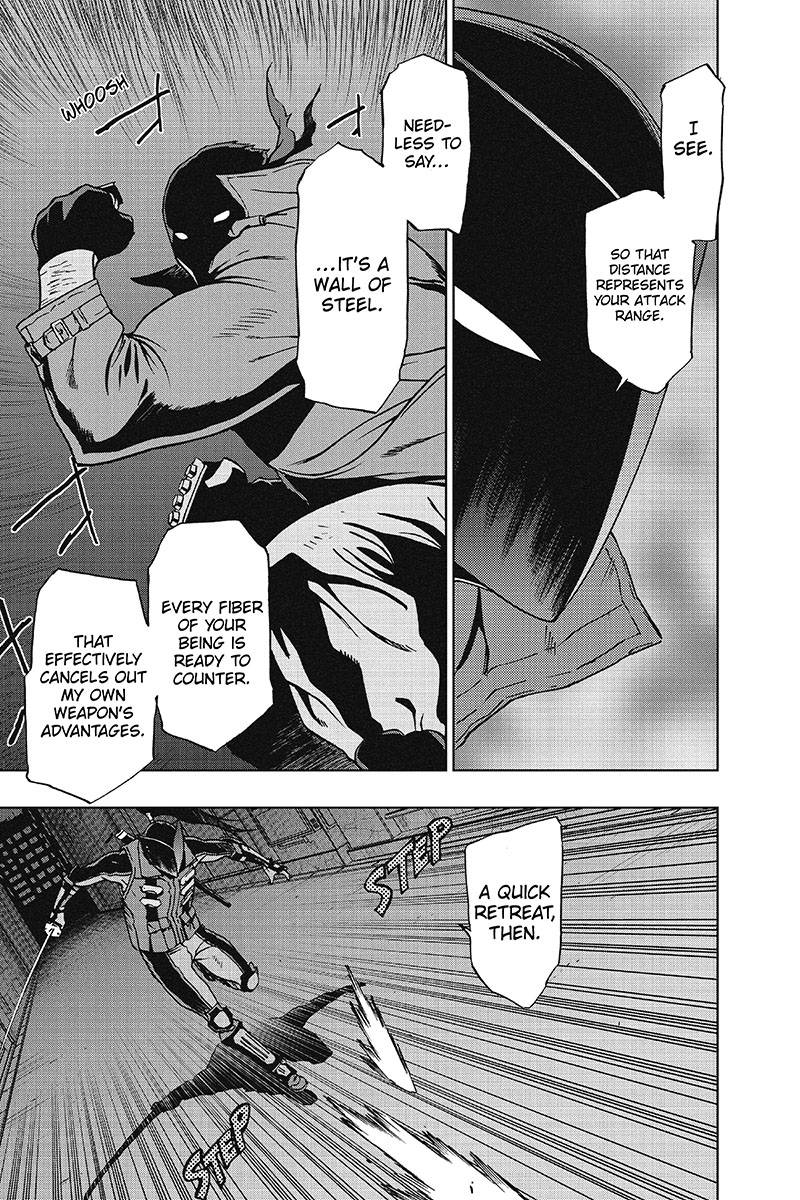 I
SEE.
SO THAT
DISTANCE
REPRESENTS
YOUR ATTACK
RANGE.
NEED-
LESS TO
SAY...
...IT'S A
WALL OF
STEEL.
WHOOSH
EVERY FIBER
OF YOUR
BEING IS
READY TO
COUNTER.
THAT
EFFECTIVELY
CANCELS OUT
MY OWN
WEAPON'S
ADVANTAGES.
STEP
A QUICK
RETREAT,
THEN.
STEP